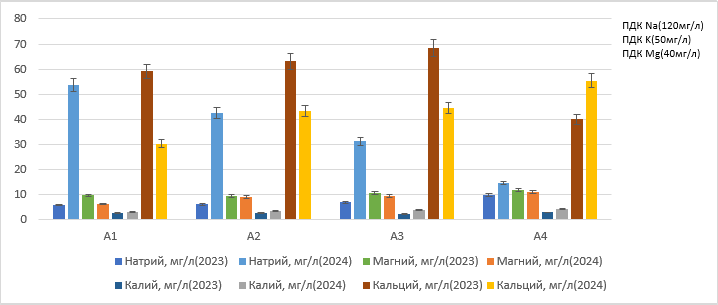 80
70
60
50
40
30
20
10
0
A1 A2 A3 A4
ПДК Na(120мг/л)
ПДК K(50мг/л)
ПДК Mg(40мг/л)
Натрий, мг/л(2023) Натрий, мг/л(2024) Магний, мг/л(2023) Магний, мг/л(2024)
Калий, мг/л(2023) Калий, мг/л(2024) Кальций, мг/л(2023) Кальций, мг/л(2024)